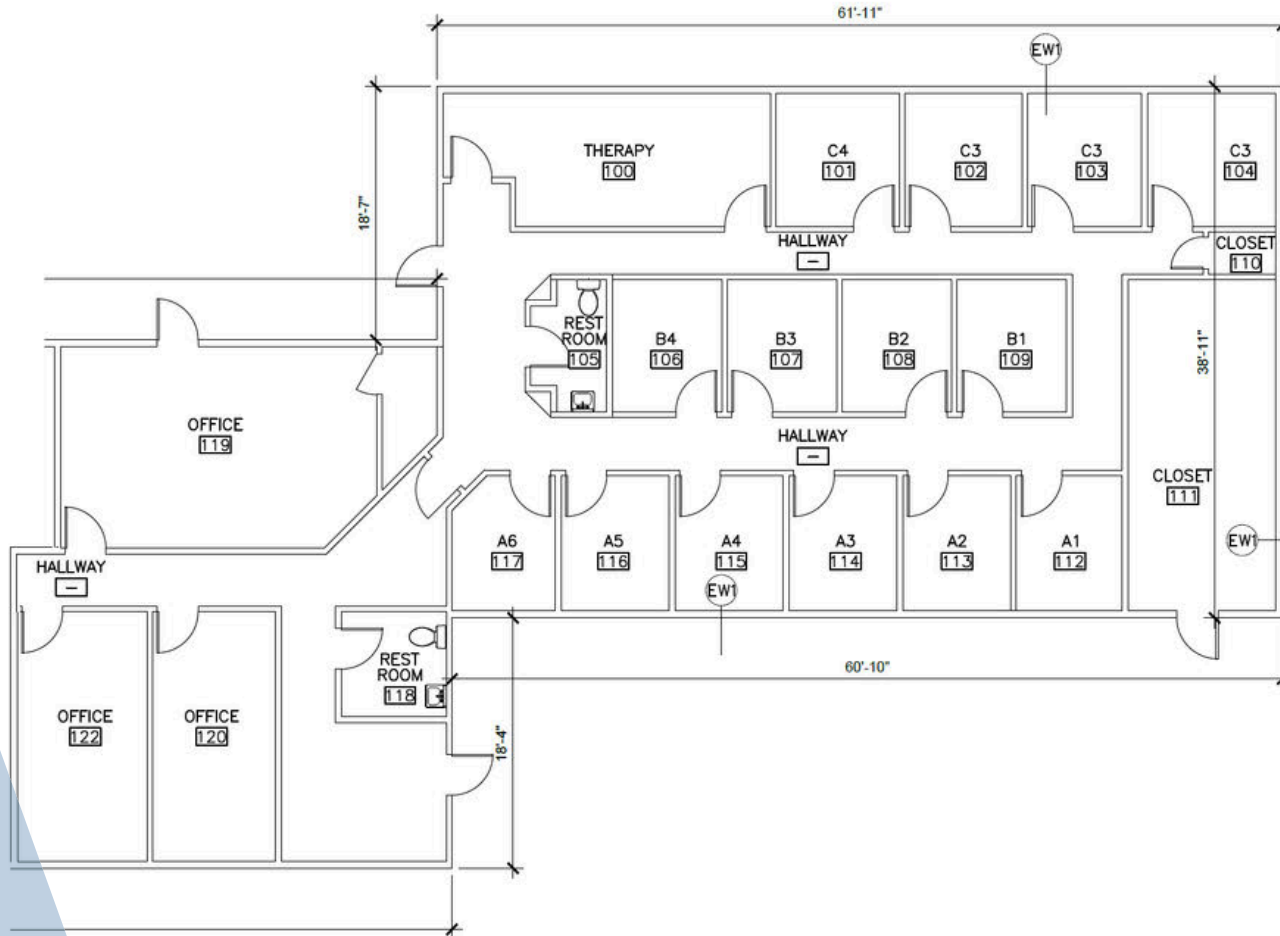 61'-11"
EW1
THERAPY
100
C4
101
C3
102
C3
103
C3
104
18'-7"
HALLWAY
-
CLOSET
110
REST
ROOM
105
B4
106
B3
107
B2
108
B1
109
38'-11"
OFFICE
119
HALLWAY
-
CLOSET
111
A6
117
A5
116
A4
115
A3
114
A2
113
A1
112
EW1
HALLWAY
-
EW1
REST
ROOM
118
60'-10"
OFFICE
122
OFFICE
120
18'-4"